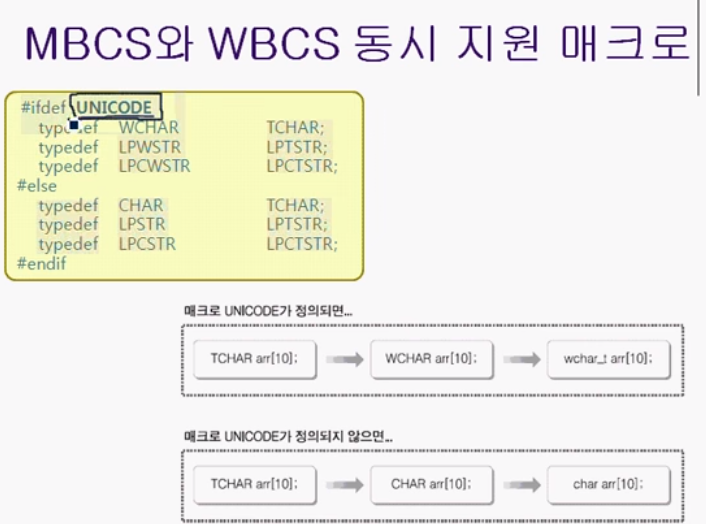 MBCS와 WBCS 동시 지원 매크로
#ifdef UNICODE
typedef WCHAR TCHAR;
typedef LPWSTR LPTSTR;
typedef LPCWSTR LPCTSTR;
#else
typedef CHAR TCHAR;
typedef LPSTR LPTSTR;
typedef LPCSTR LPCTSTR;
#endif
매크로 UNICODE가 정의되면...
TCHAR arr[10]; WCHAR arr[10]; wchar_t arr[10];
매크로 UNICODE가 정의되지 않으면...
TCHAR arr[10]; CHAR arr[10]; char arr[10];